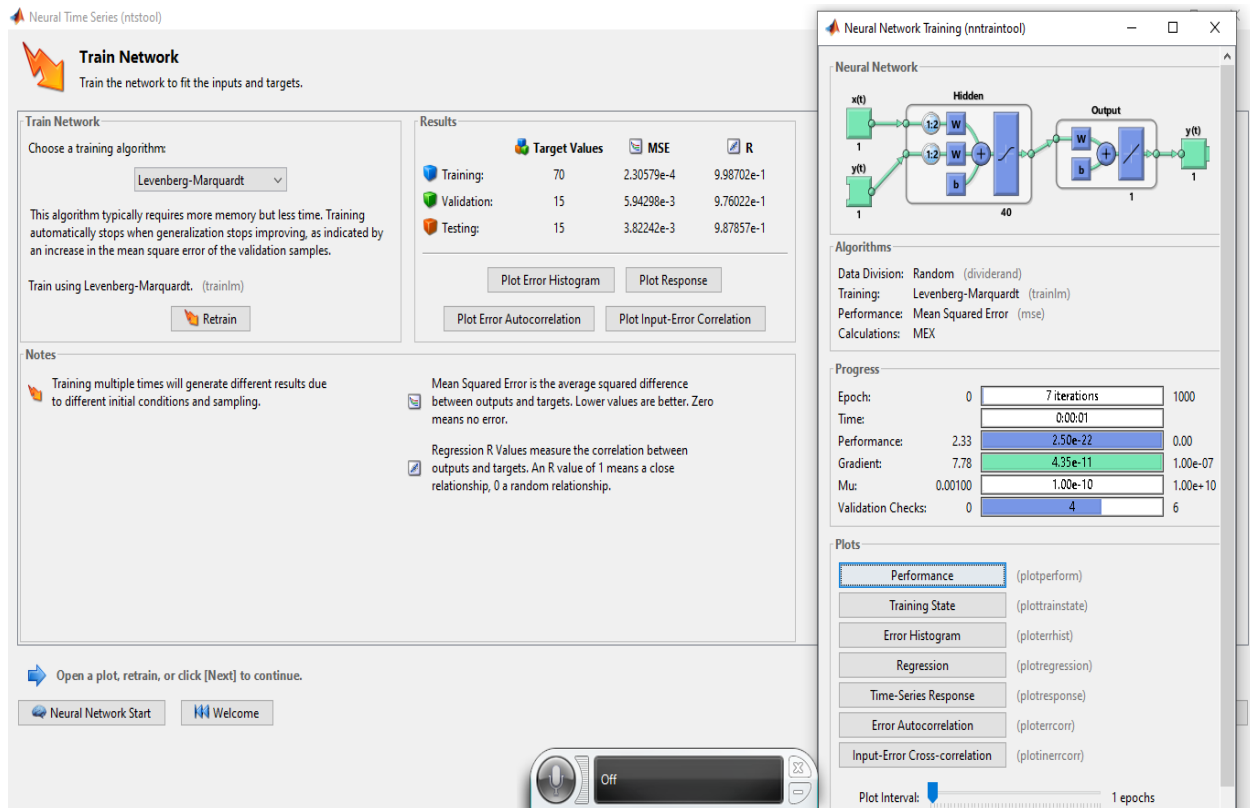 Neural Time Series (ntstool)
Train Network
Train the network to fit the inputs and targets.
Train Network
Choose a training algorithm:
Levenberg-Marquardt
This algorithm typically requires more memory but less time. Training
automatically stops when generalization stops improving, as indicated by
an increase in the mean square error of the validation samples.
Train using Levenberg-Marquardt. (trainlm)
Retrain
Results
Target Values MSE R
Training: 70 2.30579e-4 9.98702e-1
Validation: 15 5.94298e-3 9.76022e-1
Testing: 15 3.82242e-3 9.87857e-1
Plot Error Histogram Plot Response
Plot Error Autocorrelation Plot Input-Error Correlation
Notes
Training multiple times will generate different results due
to different initial conditions and sampling.
Mean Squared Error is the average squared difference
between outputs and targets. Lower values are better. Zero
means no error.
Regression R Values measure the correlation between
outputs and targets. An R value of 1 means a close
relationship, 0 a random relationship.
Open a plot, retrain, or click [Next] to continue.
Neural Network Start Welcome
Off
Neural Network Training (nntraintool)
Neural Network
Hidden
Output
x(t)
1:2 W
1
y(t)
1:2 W
b
1
40
W
b
1
y(t)
1
Algorithms
Data Division: Random (dividerand)
Training: Levenberg-Marquardt (trainlm)
Performance: Mean Squared Error (mse)
Calculations: MEX
Progress
Epoch: 0 7 iterations 1000
Time: 0:00:01
Performance: 2.33 2.50e-22 0.00
Gradient: 7.78 4.35e-11 1.00e-07
Mu: 0.00100 1.00e-10 1.00e+10
Validation Checks: 0 4 6
Plots
Performance (plotperform)
Training State (plottrainstate)
Error Histogram (ploterrhist)
Regression (plotregression)
Time-Series Response (plotresponse)
Error Autocorrelation (ploterrcorr)
Input-Error Cross-correlation (plotinerrcorr)
Plot Interval: 1 epochs